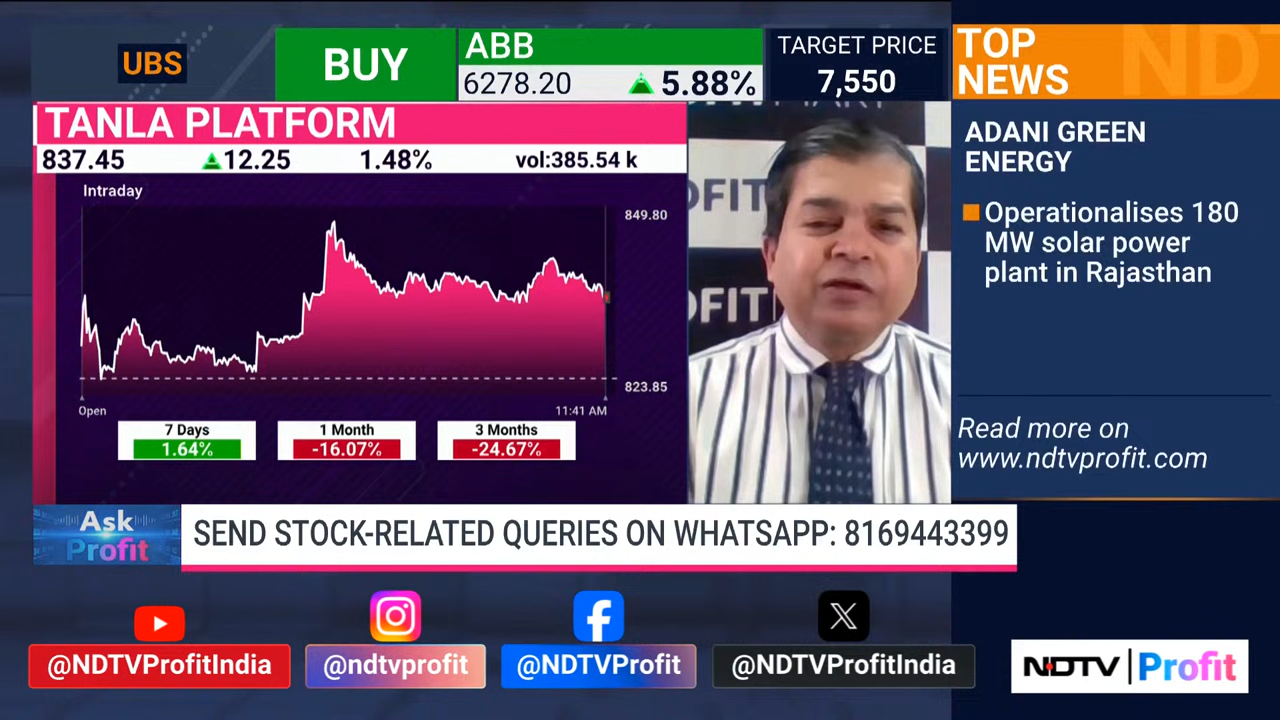 UBS
BUY
ABB
6278.20 5.88%
TARGET PRICE
7,550
TOP
NEWS
TANLA PLATFORM
837.45 12.25 1.48% vol:385.54 k
Intraday
849.80
823.85
Open
11:41 AM
7 Days
1.64%
1 Month
-16.07%
3 Months
-24.67%
OFIT
OFIT
ADANI GREEN
ENERGY
Operationalises 180
MW solar power
plant in Rajasthan
Read more on
www.ndtvprofit.com
Ask
Profit
SEND STOCK-RELATED QUERIES ON WHATSAPP: 8169443399
@NDTVProfitIndia
@ndtvprofit
@NDTVProfit
@NDTVProfitIndia
NDTV Profit